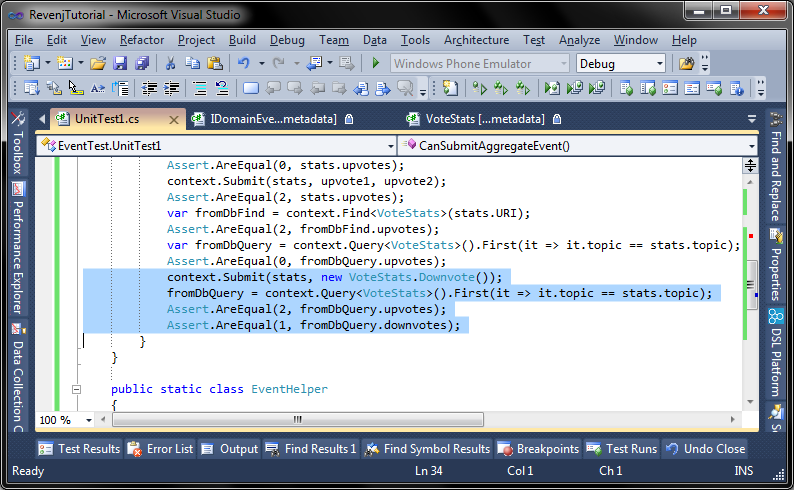 RevenjTutorial - Microsoft Visual Studio
File Edit View Refactor Project Build Debug Team Data Tools Architecture Test Analyze Window Help
Windows Phone Emulator Debug
UnitTest1.cs IDomainEve...metadata] VoteStats [...metadata]
EventTest.UnitTest1 CanSubmitAggregateEvent()
Assert.AreEqual(0, stats.upvotes);
context.Submit(stats, upvote1, upvote2);
Assert.AreEqual(2, stats.upvotes);
var fromDbFind = context.Find<VoteStats>(stats.URI);
Assert.AreEqual(2, fromDbFind.upvotes);
var fromDbQuery = context.Query<VoteStats>().First(it => it.topic == stats.topic);
Assert.AreEqual(0, fromDbQuery.upvotes);
context.Submit(stats, new VoteStats.Downvote());
fromDbQuery = context.Query<VoteStats>().First(it => it.topic == stats.topic);
Assert.AreEqual(2, fromDbQuery.upvotes);
Assert.AreEqual(1, fromDbQuery.downvotes);
}
}
public static class EventHelper
{
100 %
Toolbox
Performance Explorer
Data Collection C
Find and Replace
Properties
DSL Platform
Test Results Error List Output Find Results 1 Find Symbol Results Breakpoints Test Runs Undo Close
Ready Ln 34 Col 1 Ch 1 INS